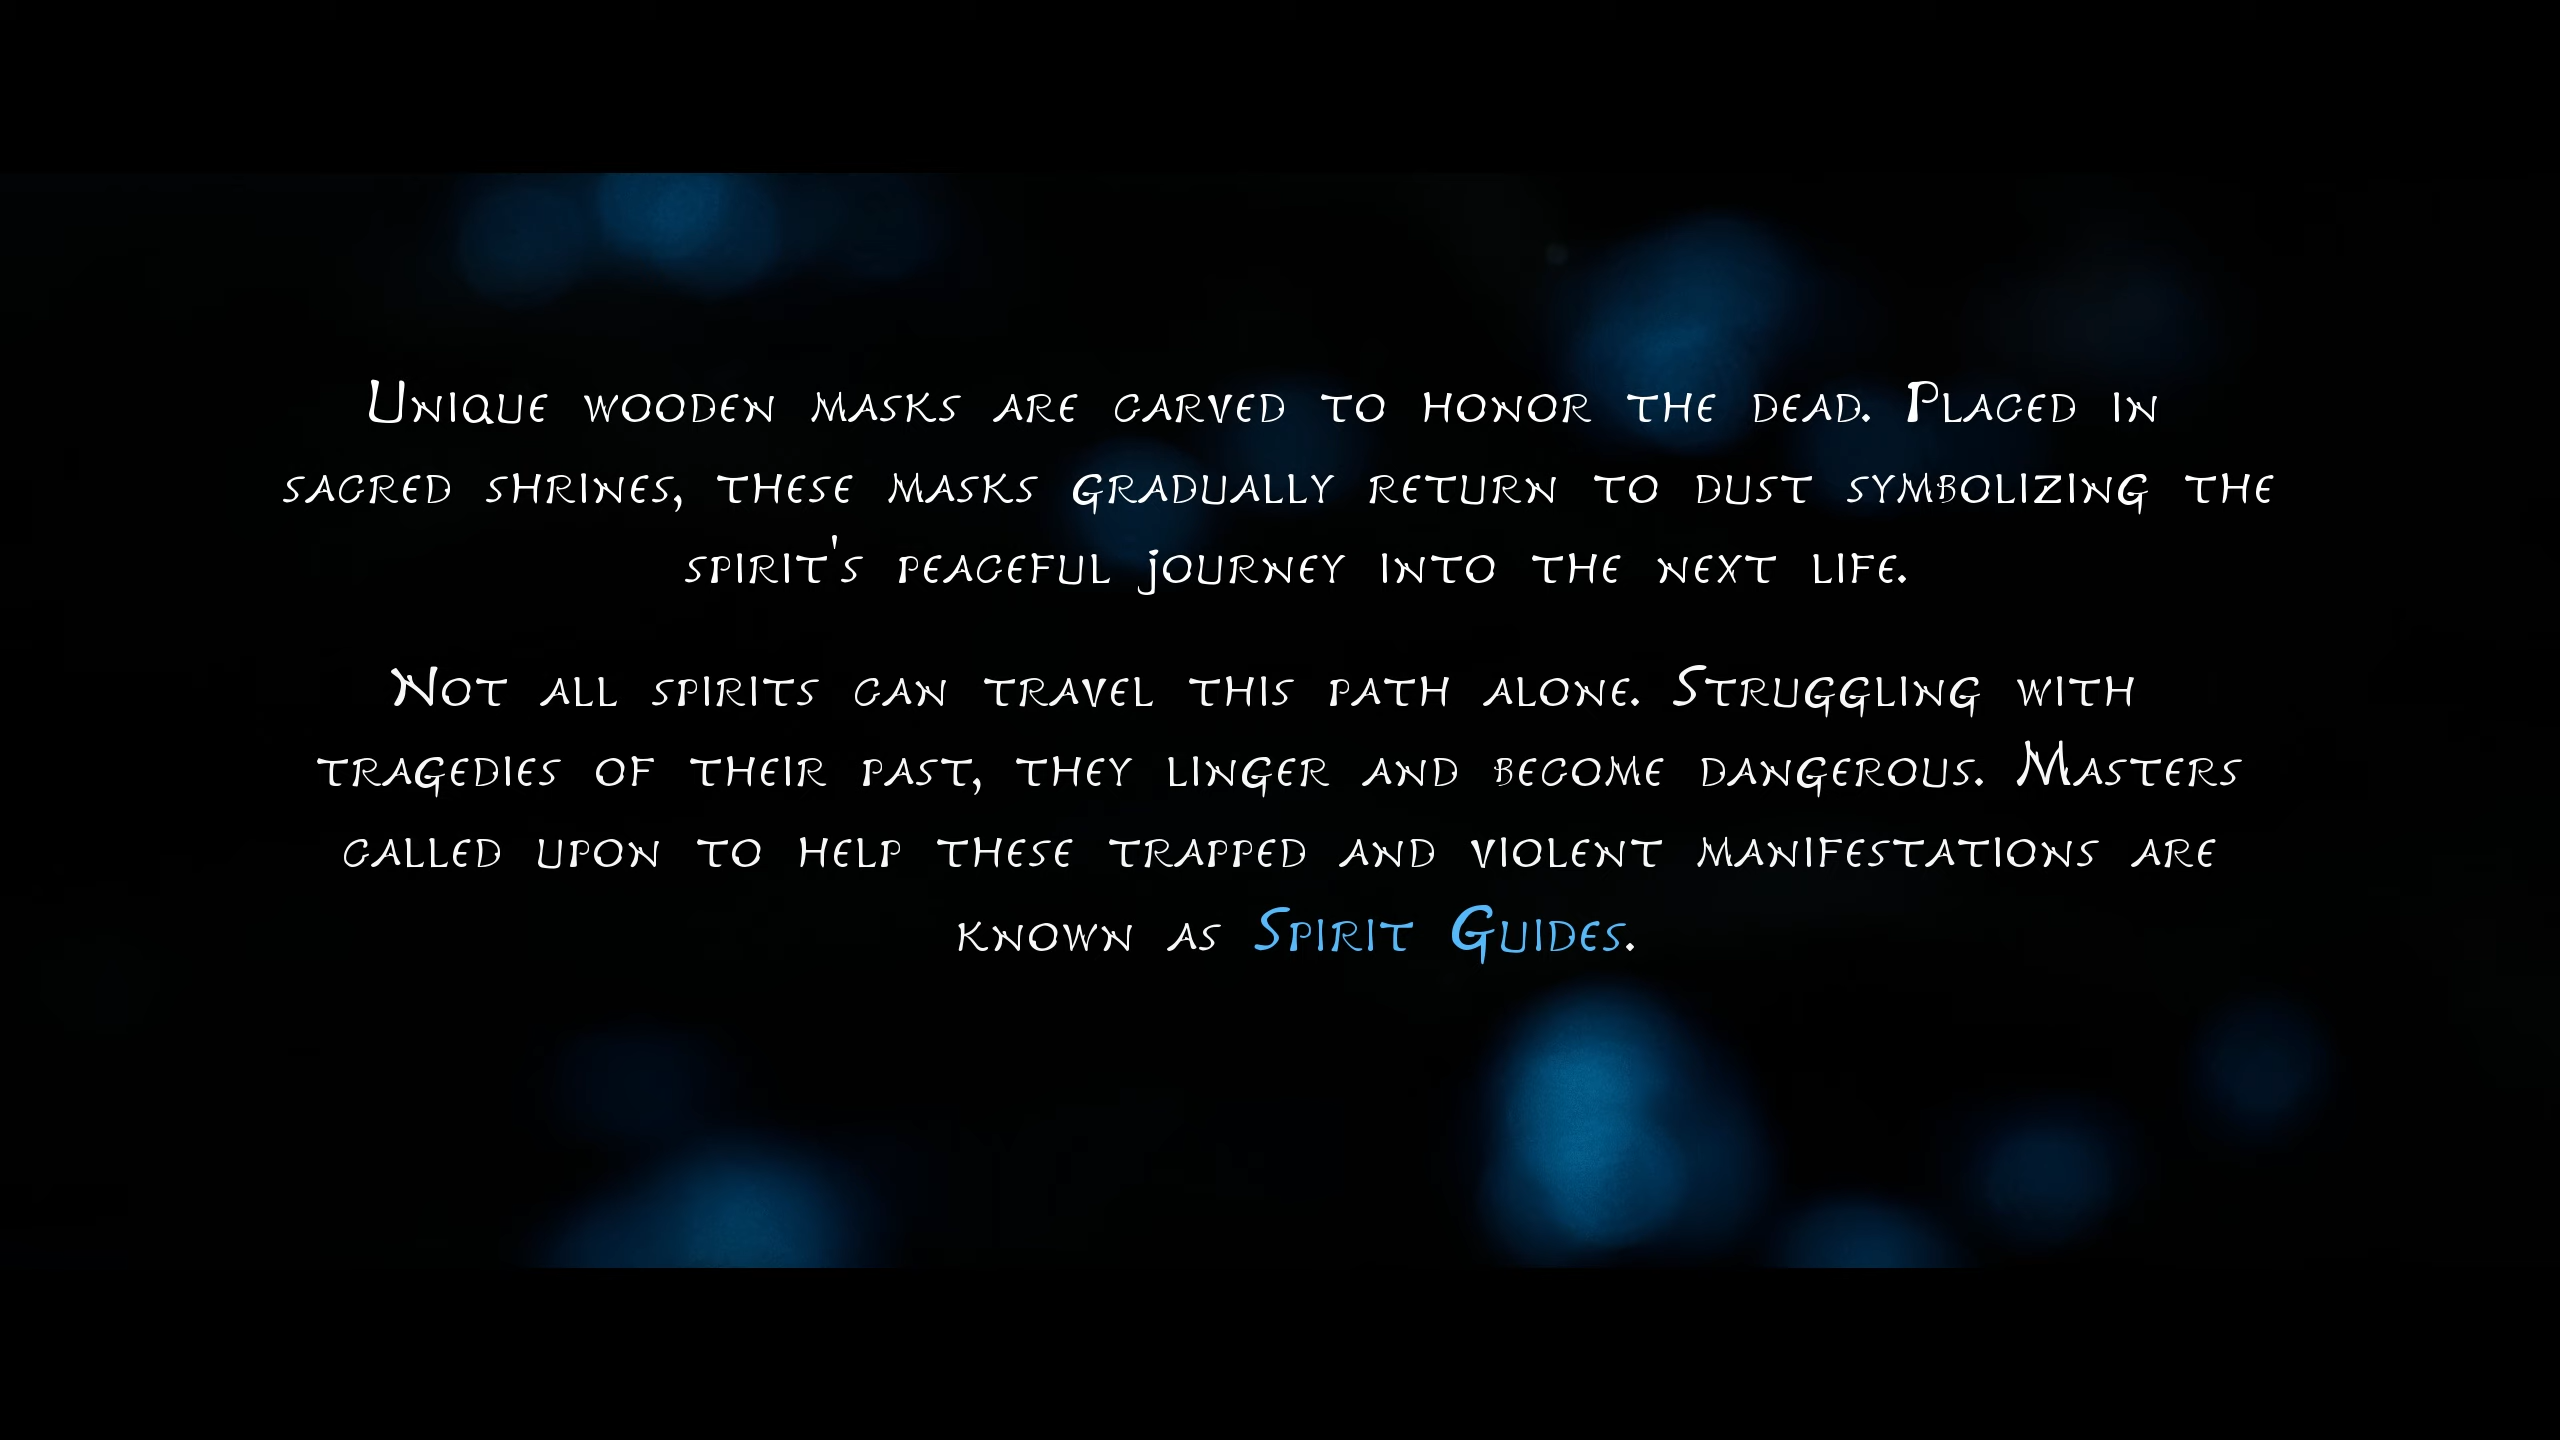 Unique wooden masks are carved to honor the dead. Placed in
sacred shrines, these masks gradually return to dust symbolizing the
spirit's peaceful journey into the next life.
Not all spirits can travel this path alone. Struggling with
tragedies of their past, they linger and become dangerous. Masters
called upon to help these trapped and violent manifestations are
known as Spirit Guides.